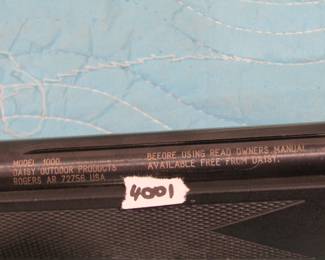 MODEL 1000
DAISY OUTDOOR PRODUCTS
ROGERS AR 72756 USA
BEFORE USING READ OWNERS MANUAL
AVAILABLE FREE FROM DAISY.
4001